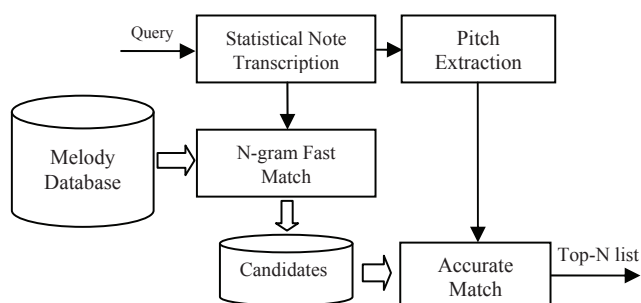 Query
Statistical Note
Transcription
Pitch
Extraction
Melody
Database
N-gram Fast
Match
Candidates
Accurate
Match
Top-N list